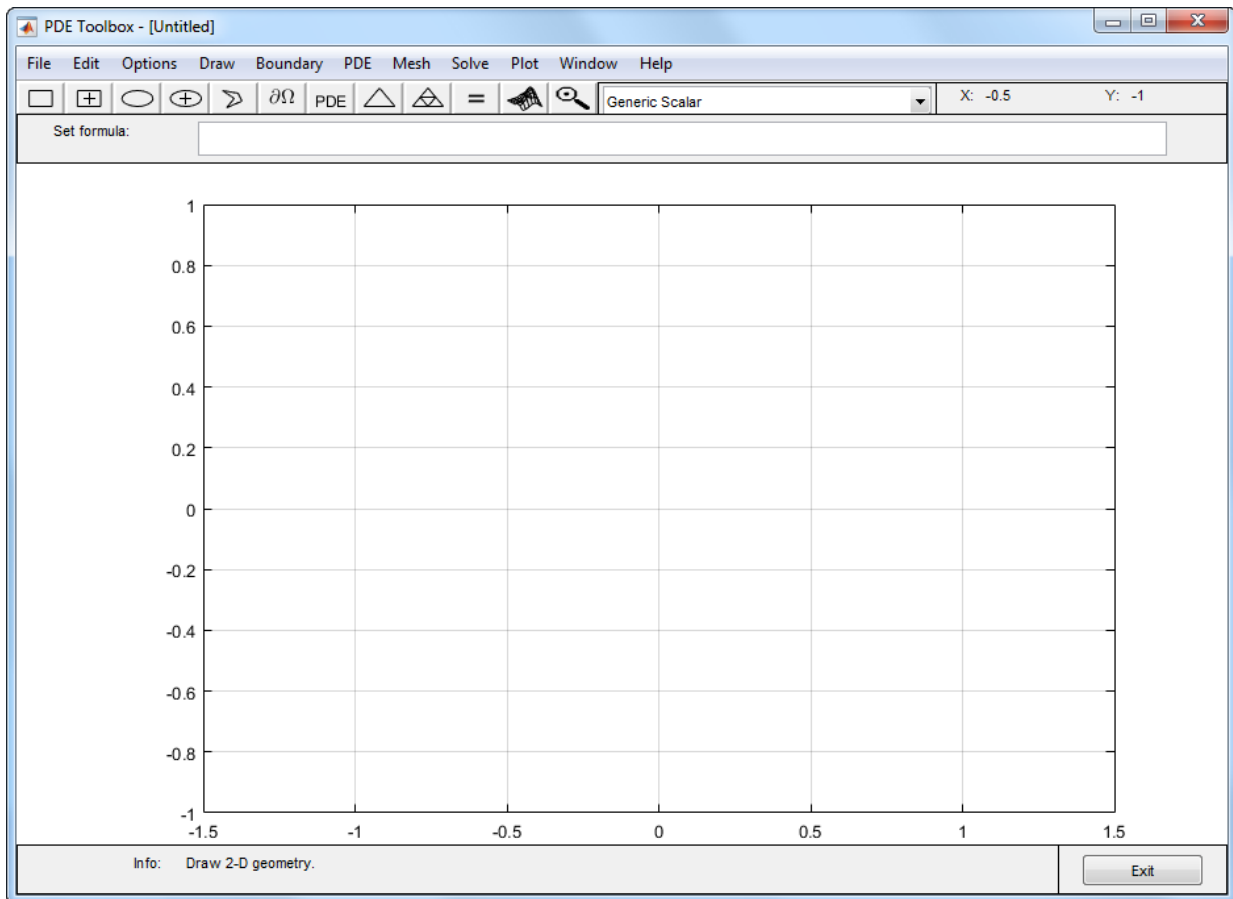 PDE Toolbox - [Untitled]
File Edit Options Draw Boundary PDE Mesh Solve Plot Window Help
∂Ω PDE = Generic Scalar X: -0.5 Y: -1
Set formula:
1
0.8
0.6
0.4
0.2
0
-0.2
-0.4
-0.6
-0.8
-1
-1.5 -1 -0.5 0 0.5 1 1.5
Info: Draw 2-D geometry. Exit